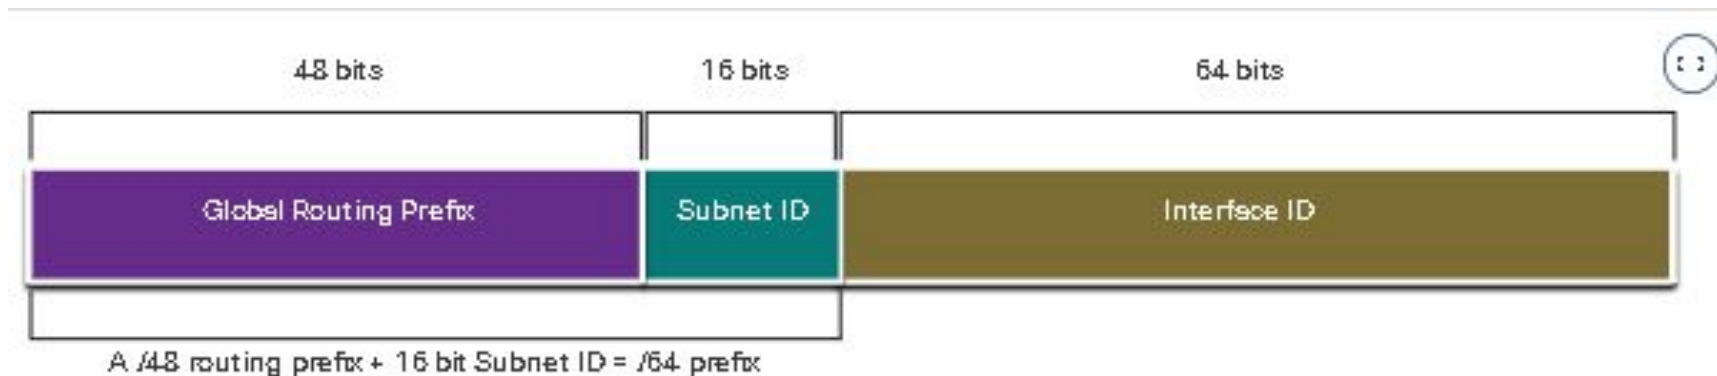 48 bits 16 bits 64 bits
Global Routing Prefix Subnet ID Interface ID
A /48 routing prefix + 16 bit Subnet ID = /64 prefix